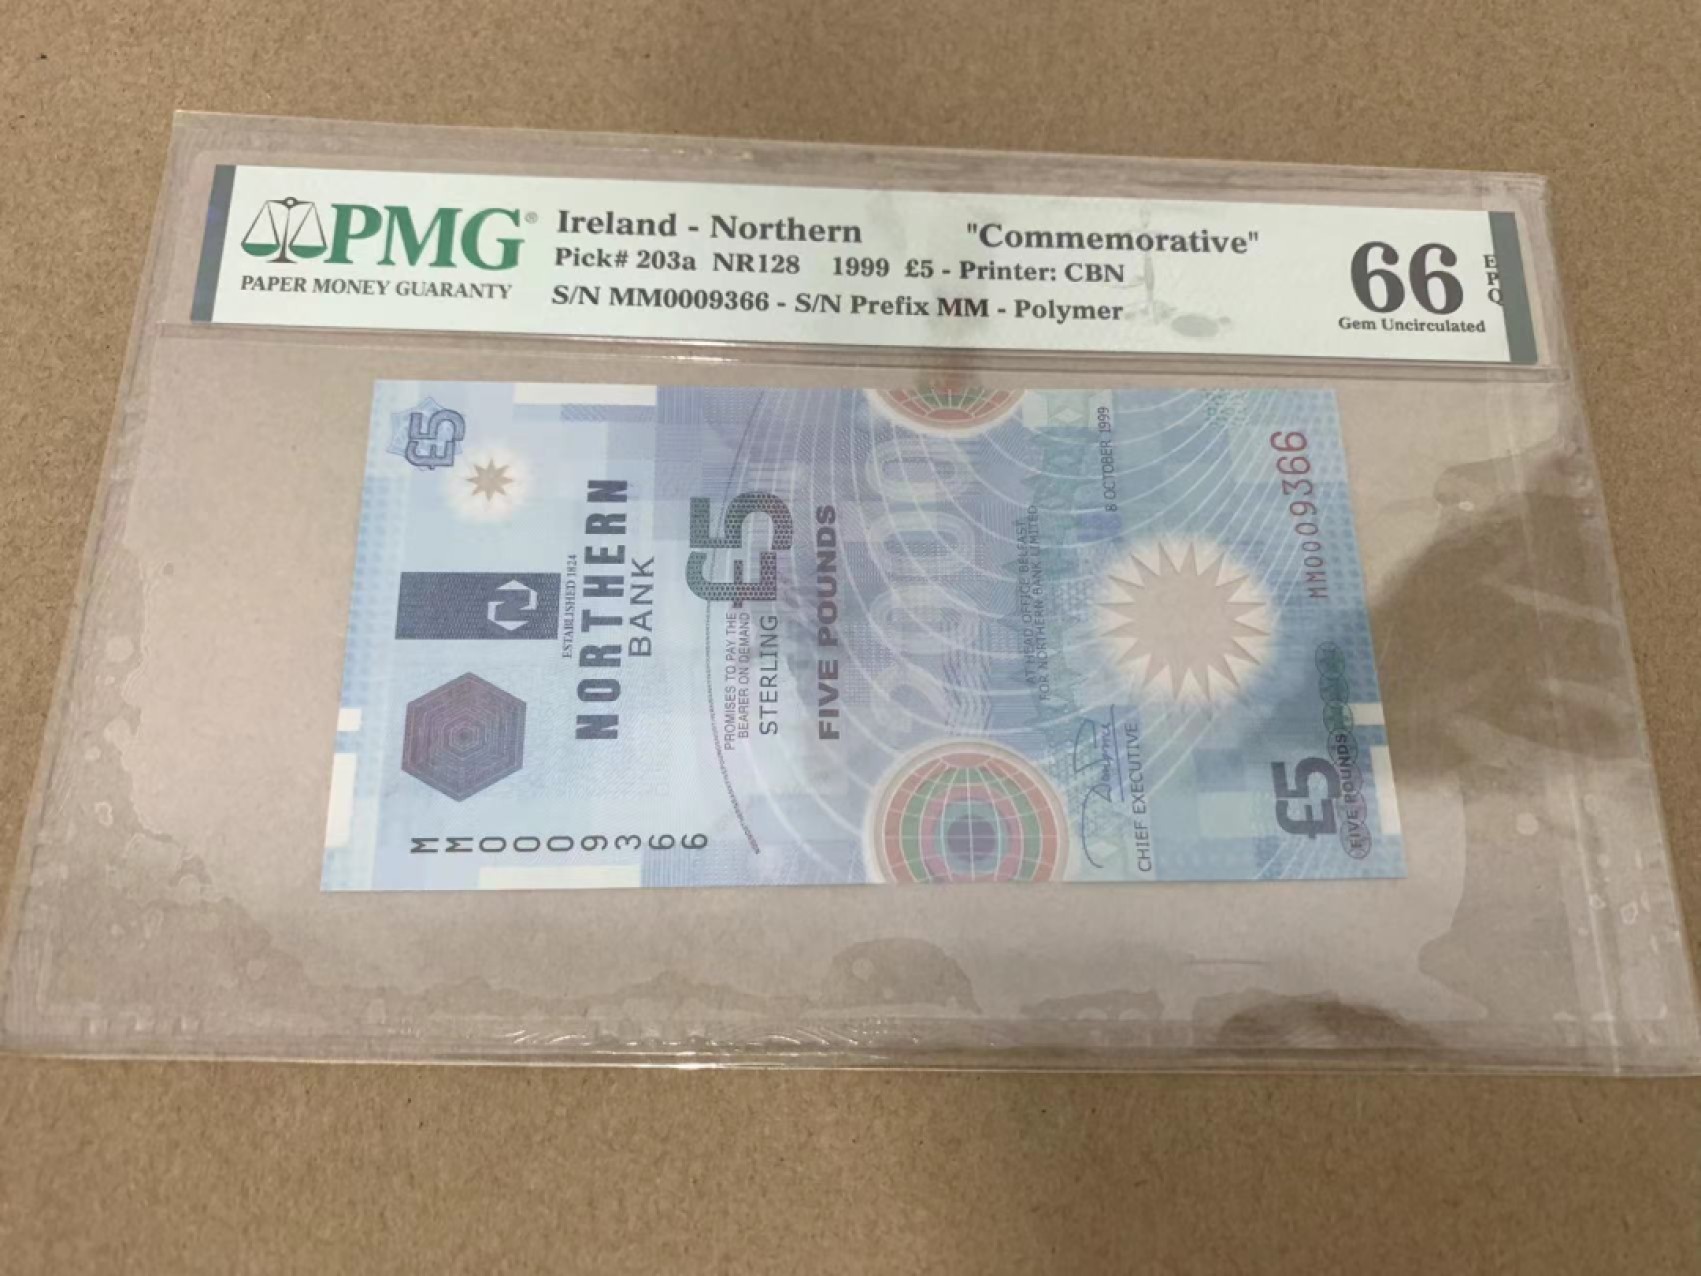 PMG®
PAPER MONEY GUARANTY
Ireland - Northern "Commemorative"
Pick# 203a NR128 1999 £5 - Printer: CBN
S/N MM0009366 - S/N Prefix MM - Polymer
66 EPQ
Gem Uncirculated
£5
ESTABLISHED 1824
NORTHERN
BANK
MM0009366
PROMISES TO PAY THE
BEARER ON DEMAND
£5
STERLING
FIVE POUNDS
2000
AT HEAD OFFICE BELFAST
FOR NORTHERN BANK LIMITED
8 OCTOBER 1999
CHIEF EXECUTIVE
MM0009366
£5
FIVE POUNDS